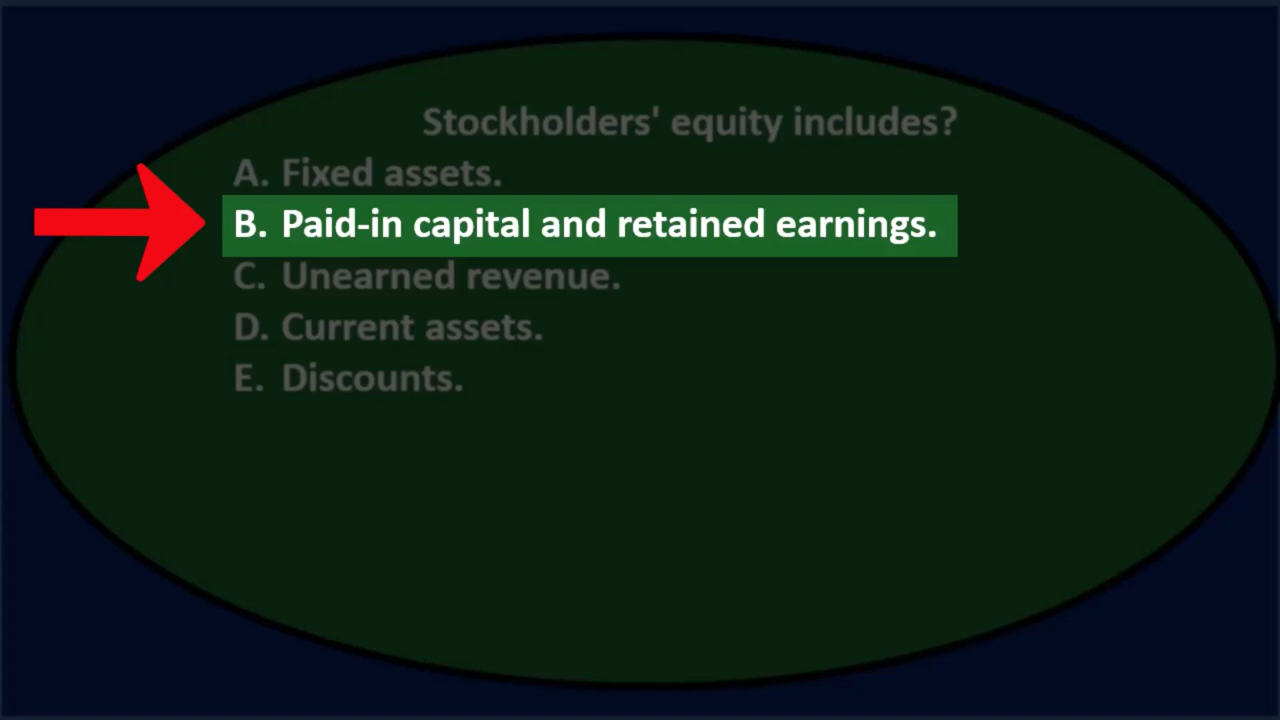 Stockholders' equity includes?
A. Fixed assets.
B. Paid-in capital and retained earnings.
C. Unearned revenue.
D. Current assets.
E. Discounts.